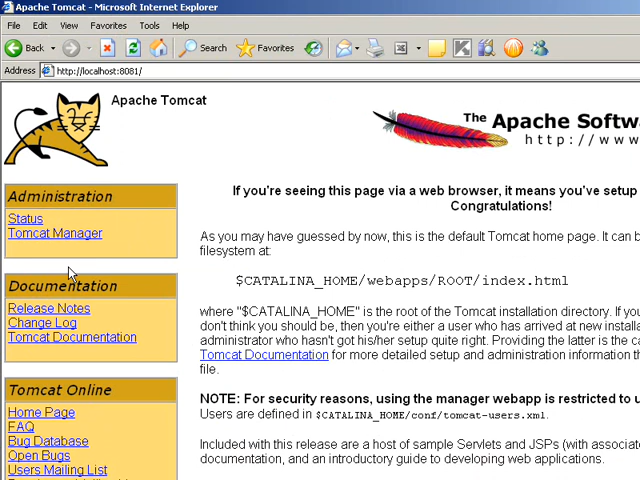 Apache Tomcat - Microsoft Internet Explorer
File Edit View Favorites Tools Help
Back Search Favorites
Address http://localhost:8081/
Apache Tomcat
The Apache Softw
http://www
Administration
Status
Tomcat Manager
Documentation
Release Notes
Change Log
Tomcat Documentation
Tomcat Online
Home Page
FAQ
Bug Database
Open Bugs
Users Mailing List
If you're seeing this page via a web browser, it means you've setup
Congratulations!
As you may have guessed by now, this is the default Tomcat home page. It can b
filesystem at:
$CATALINA_HOME/webapps/ROOT/index.html
where "$CATALINA_HOME" is the root of the Tomcat installation directory. If you
don't think you should be, then you're either a user who has arrived at new install
administrator who hasn't got his/her setup quite right. Providing the latter is the ca
Tomcat Documentation for more detailed setup and administration information th
file.
NOTE: For security reasons, using the manager webapp is restricted to u
Users are defined in $CATALINA_HOME/conf/tomcat-users.xml.
Included with this release are a host of sample Servlets and JSPs (with associate
documentation, and an introductory guide to developing web applications.